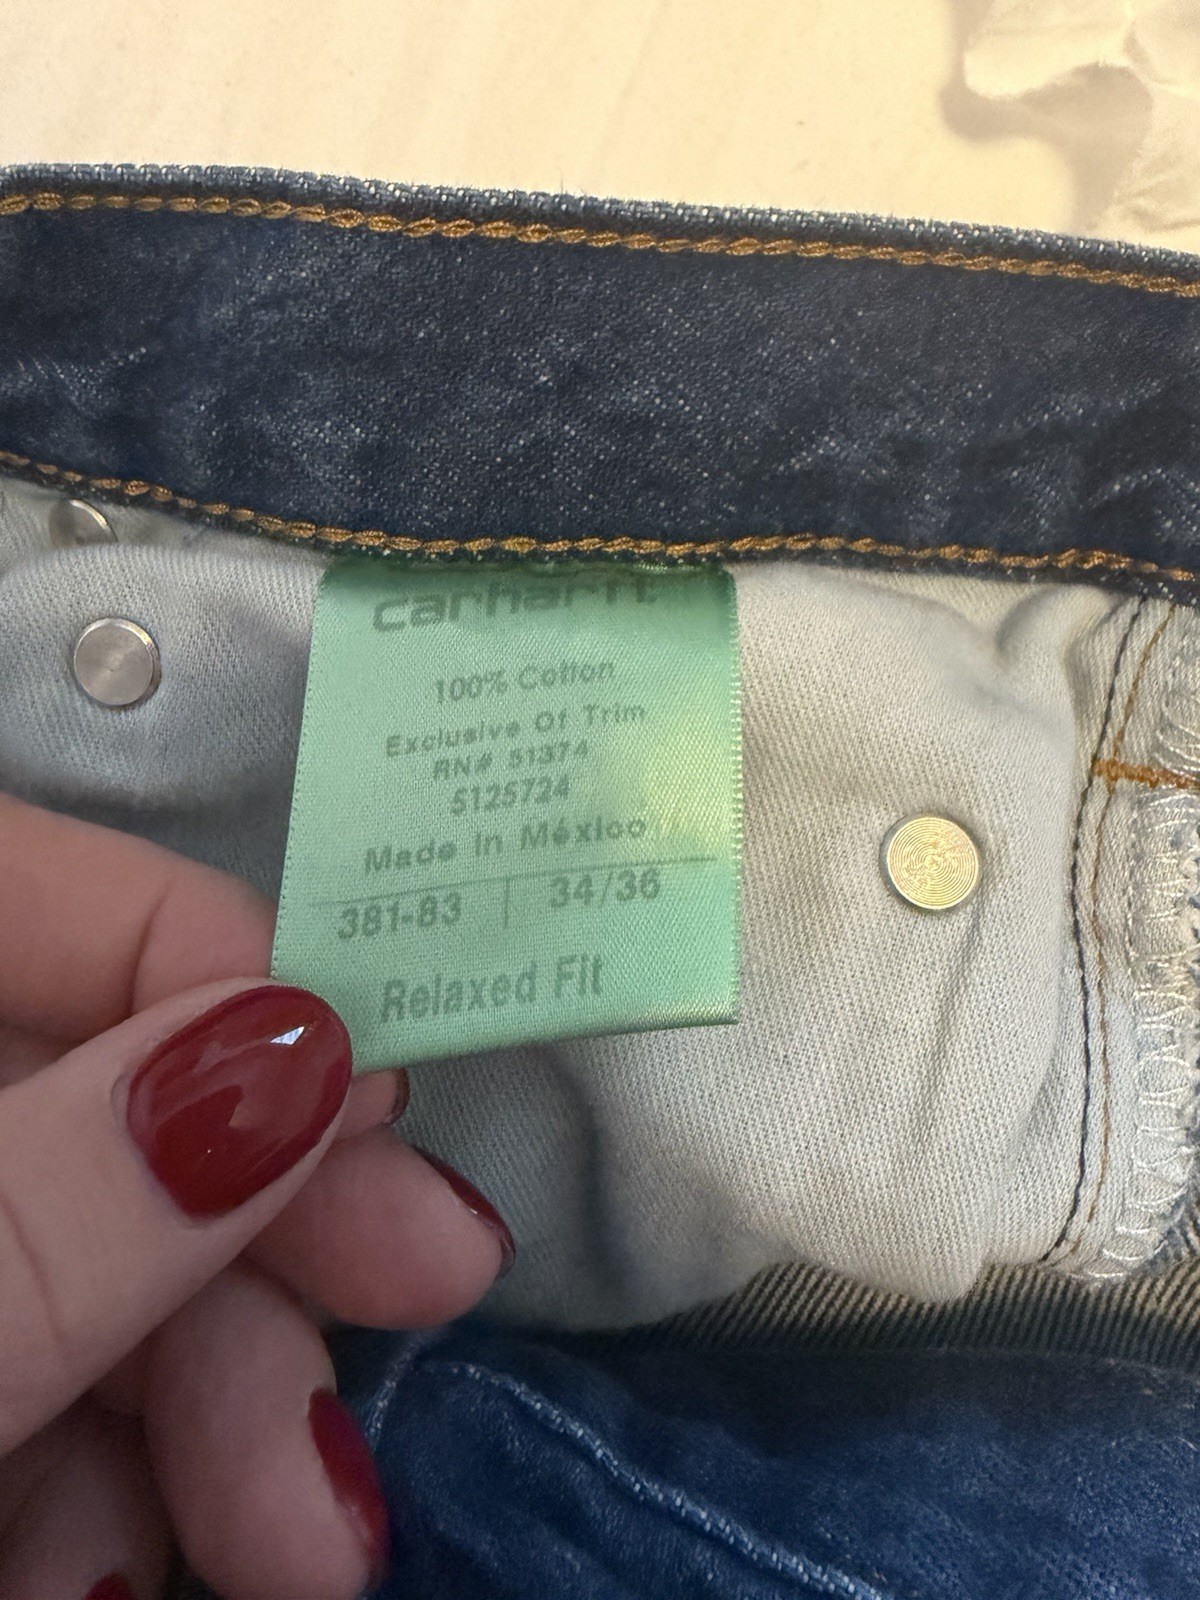 carhartt
100% Cotton
Exclusive Of Trim
RN# 51374
5125724
Made In México
381-83 34/36
Relaxed Fit